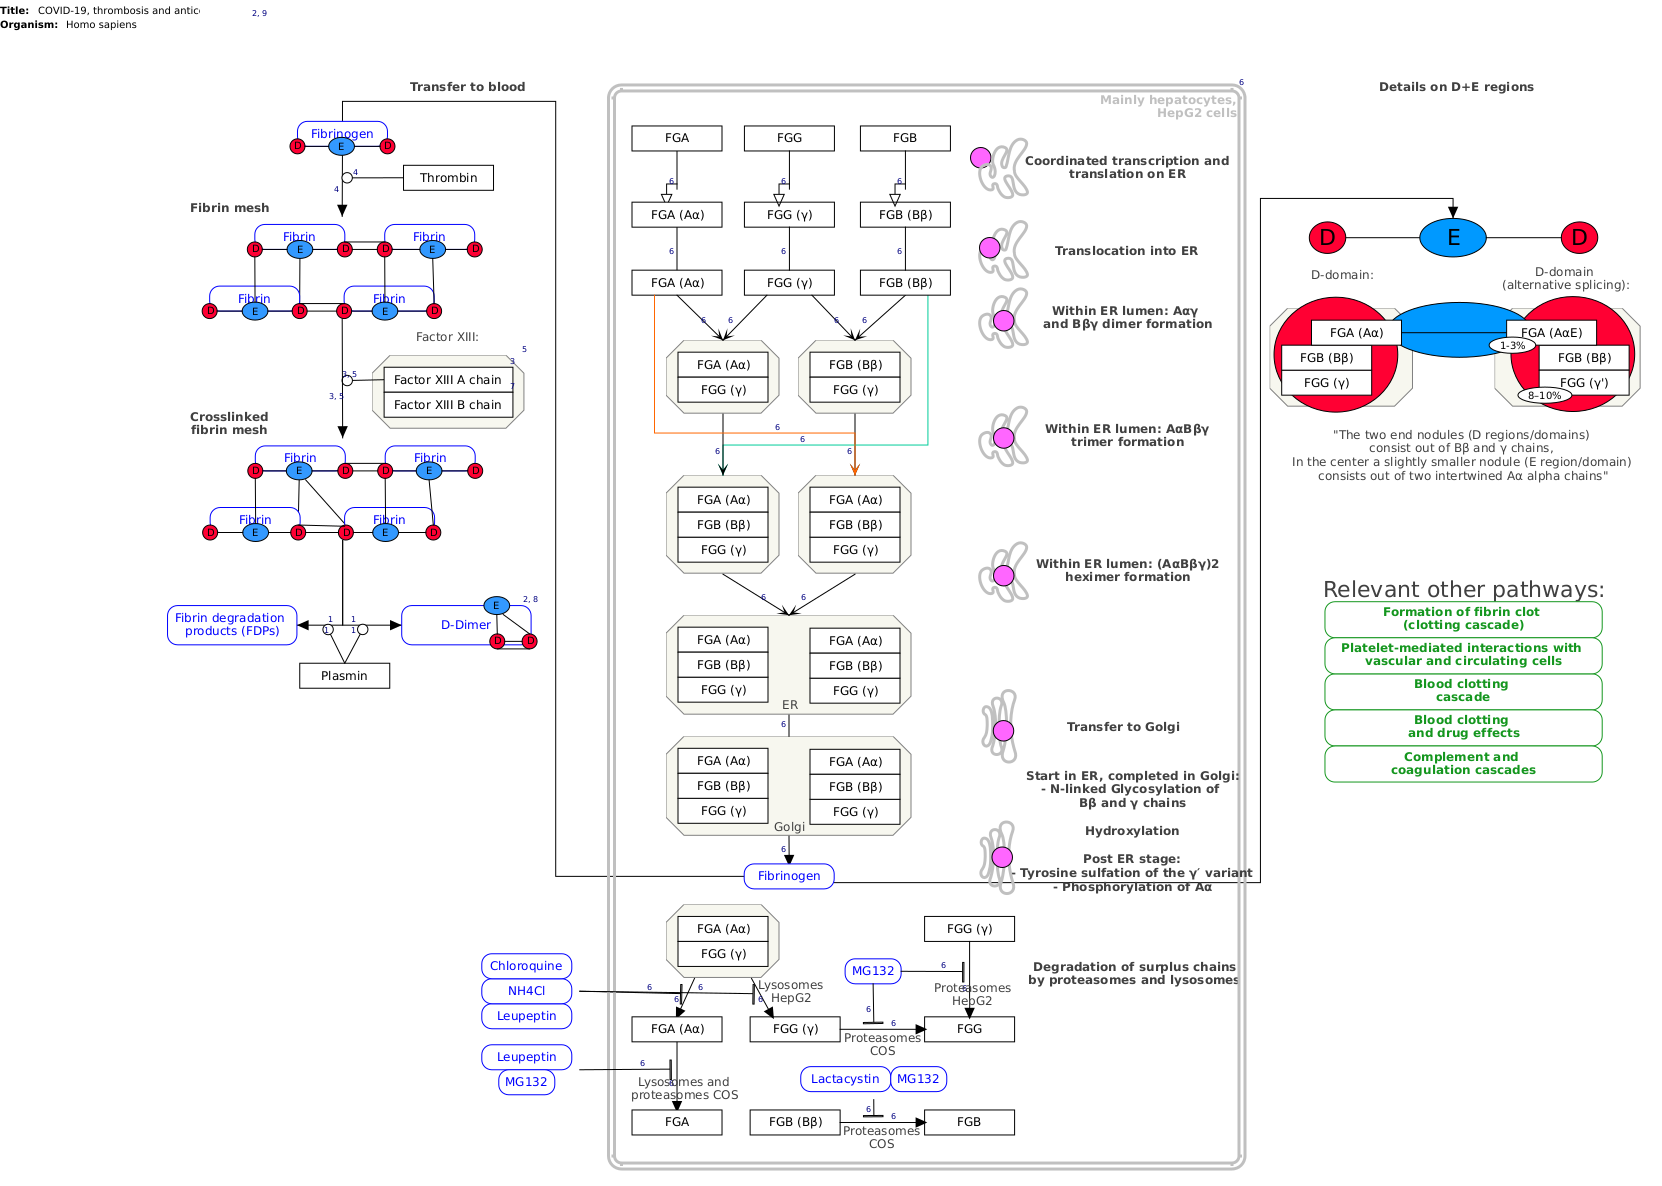 Title: COVID-19, thrombosis and antic
Organism: Homo sapiens
2, 9
Transfer to blood
Fibrinogen
D
E
D
4
Thrombin
4
Fibrin mesh
Fibrin
Fibrin
D
E
D
D
E
D
Fibrin
Fibrin
D
E
D
D
E
D
Factor XIII:
5
3
3, 5
Factor XIII A chain
7
3, 5
Factor XIII B chain
Crosslinked
fibrin mesh
Fibrin
Fibrin
D
E
D
D
E
D
Fibrin
Fibrin
D
E
D
D
E
D
Fibrin degradation
products (FDPs)
1
1
1
1
D-Dimer
E
2, 8
D
D
Plasmin
6
Mainly hepatocytes,
HepG2 cells
FGA
FGG
FGB
6
6
6
Coordinated transcription and
translation on ER
FGA (Aα)
FGG (γ)
FGB (Bβ)
6
6
6
Translocation into ER
FGA (Aα)
FGG (γ)
FGB (Bβ)
6
6
6
6
Within ER lumen: Aαγ
and Bβγ dimer formation
FGA (Aα)
FGG (γ)
FGB (Bβ)
FGG (γ)
6
6
6
6
Within ER lumen: AαBβγ
trimer formation
FGA (Aα)
FGB (Bβ)
FGG (γ)
FGA (Aα)
FGB (Bβ)
FGG (γ)
6
6
Within ER lumen: (AαBβγ)2
heximer formation
FGA (Aα)
FGB (Bβ)
FGG (γ)
FGA (Aα)
FGB (Bβ)
FGG (γ)
ER
6
Transfer to Golgi
FGA (Aα)
FGB (Bβ)
FGG (γ)
FGA (Aα)
FGB (Bβ)
FGG (γ)
Golgi
Start in ER, completed in Golgi:
- N-linked Glycosylation of
Bβ and γ chains
6
Hydroxylation
Fibrinogen
Post ER stage:
- Tyrosine sulfation of the γ′ variant
- Phosphorylation of Aα
FGA (Aα)
FGG (γ)
FGG (γ)
Chloroquine
NH4Cl
Leupeptin
6
6
6
6
Lysosomes
HepG2
MG132
6
6
Proteasomes
HepG2
6
Degradation of surplus chains
by proteasomes and lysosomes
FGA (Aα)
FGG (γ)
6
FGG
Proteasomes
COS
Leupeptin
MG132
6
Lysosomes and
proteasomes COS
Lactacystin
MG132
6
6
FGA
FGB (Bβ)
FGB
Proteasomes
COS
Details on D+E regions
D
E
D
D-domain:
D-domain
(alternative splicing):
FGA (Aα)
FGB (Bβ)
FGG (γ)
FGA (AαE)
1-3%
FGB (Bβ)
FGG (γ')
8–10%
"The two end nodules (D regions/domains)
consist out of Bβ and γ chains,
In the center a slightly smaller nodule (E region/domain)
consists out of two intertwined Aα alpha chains"
Relevant other pathways:
Formation of fibrin clot
(clotting cascade)
Platelet-mediated interactions with
vascular and circulating cells
Blood clotting
cascade
Blood clotting
and drug effects
Complement and
coagulation cascades